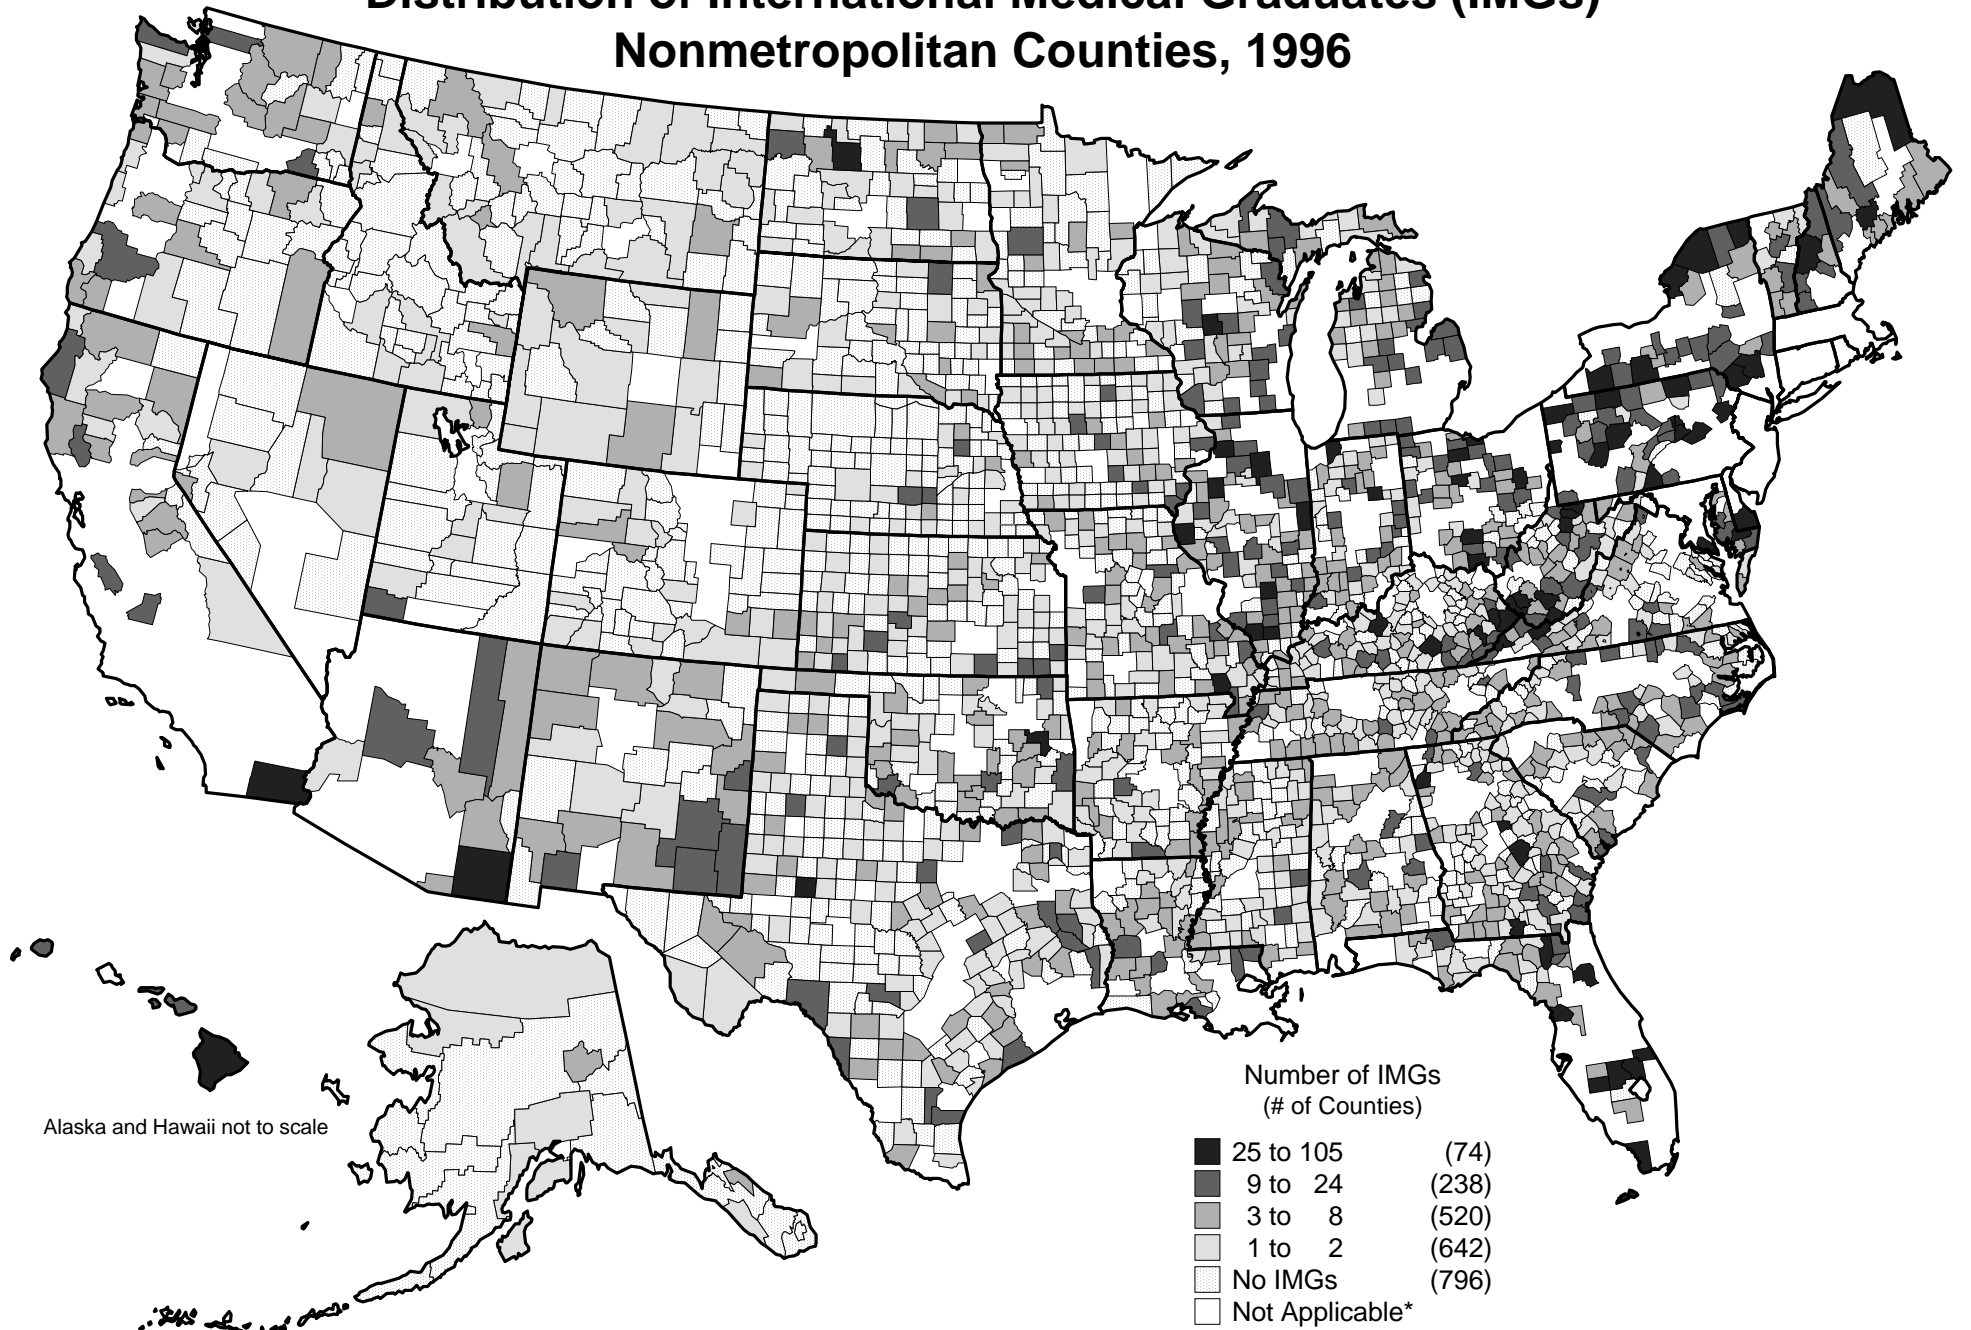 Distribution of International Medical Graduates (IMGs)
Nonmetropolitan Counties, 1996
Alaska and Hawaii not to scale
Number of IMGs
(# of Counties)
25 to 105 (74)
9 to 24 (238)
3 to 8 (520)
1 to 2 (642)
No IMGs (796)
Not Applicable*